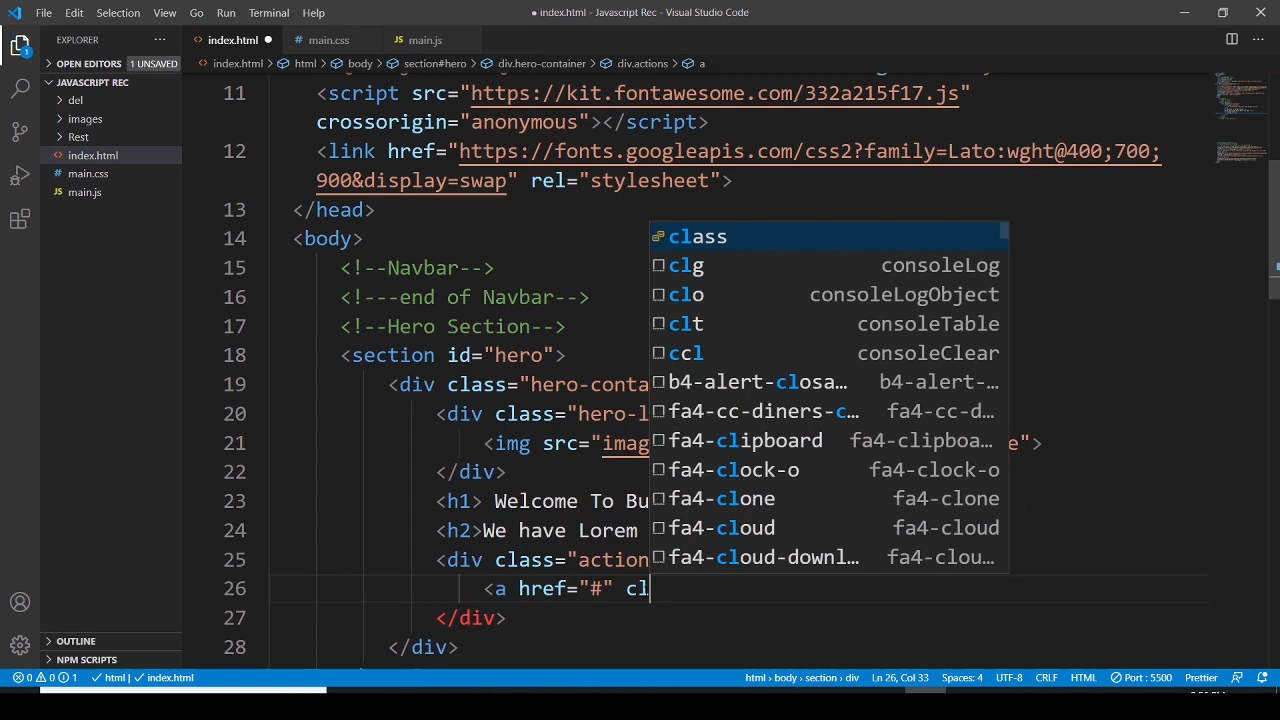 File Edit Selection View Go Run Terminal Help
● index.html - Javascript Rec - Visual Studio Code
EXPLORER
OPEN EDITORS 1 UNSAVED
JAVASCRIPT REC
del
images
Rest
index.html
main.css
main.js
OUTLINE
NPM SCRIPTS
1
index.html main.css main.js
index.html > html > body > section#hero > div.hero-container > div.actions > a
11 <script src="https://kit.fontawesome.com/332a215f17.js"
crossorigin="anonymous"></script>
12 <link href="https://fonts.googleapis.com/css2?family=Lato:wght@400;700;
900&display=swap" rel="stylesheet">
13 </head>
14 <body>
15 <!--Navbar-->
16 <!---end of Navbar-->
17 <!--Hero Section-->
18 <section id="hero">
19 <div class="hero-conta
20 <div class="hero-l
21 <img src="imag e">
22 </div>
23 <h1> Welcome To Bu
24 <h2>We have Lorem
25 <div class="action
26 <a href="#" cl
27 </div>
28 </div>
class
clg consoleLog
clo consoleLogObject
clt consoleTable
ccl consoleClear
b4-alert-closa… b4-alert-…
fa4-cc-diners-c… fa4-cc-d…
fa4-clipboard fa4-clipboa…
fa4-clock-o fa4-clock-o
fa4-clone fa4-clone
fa4-cloud fa4-cloud
fa4-cloud-downl… fa4-clou…
0 0 1 html | index.html html > body > section > div Ln 26, Col 33 Spaces: 4 UTF-8 CRLF HTML Port : 5500 Prettier